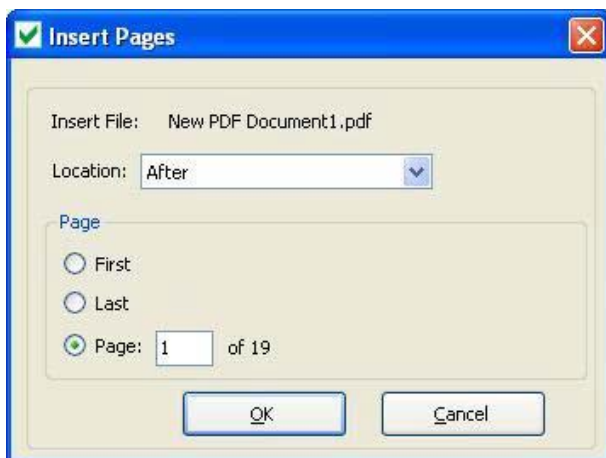 Insert Pages
Insert File: New PDF Document1.pdf
Location: After
Page
First
Last
Page: 1 of 19
OK Cancel